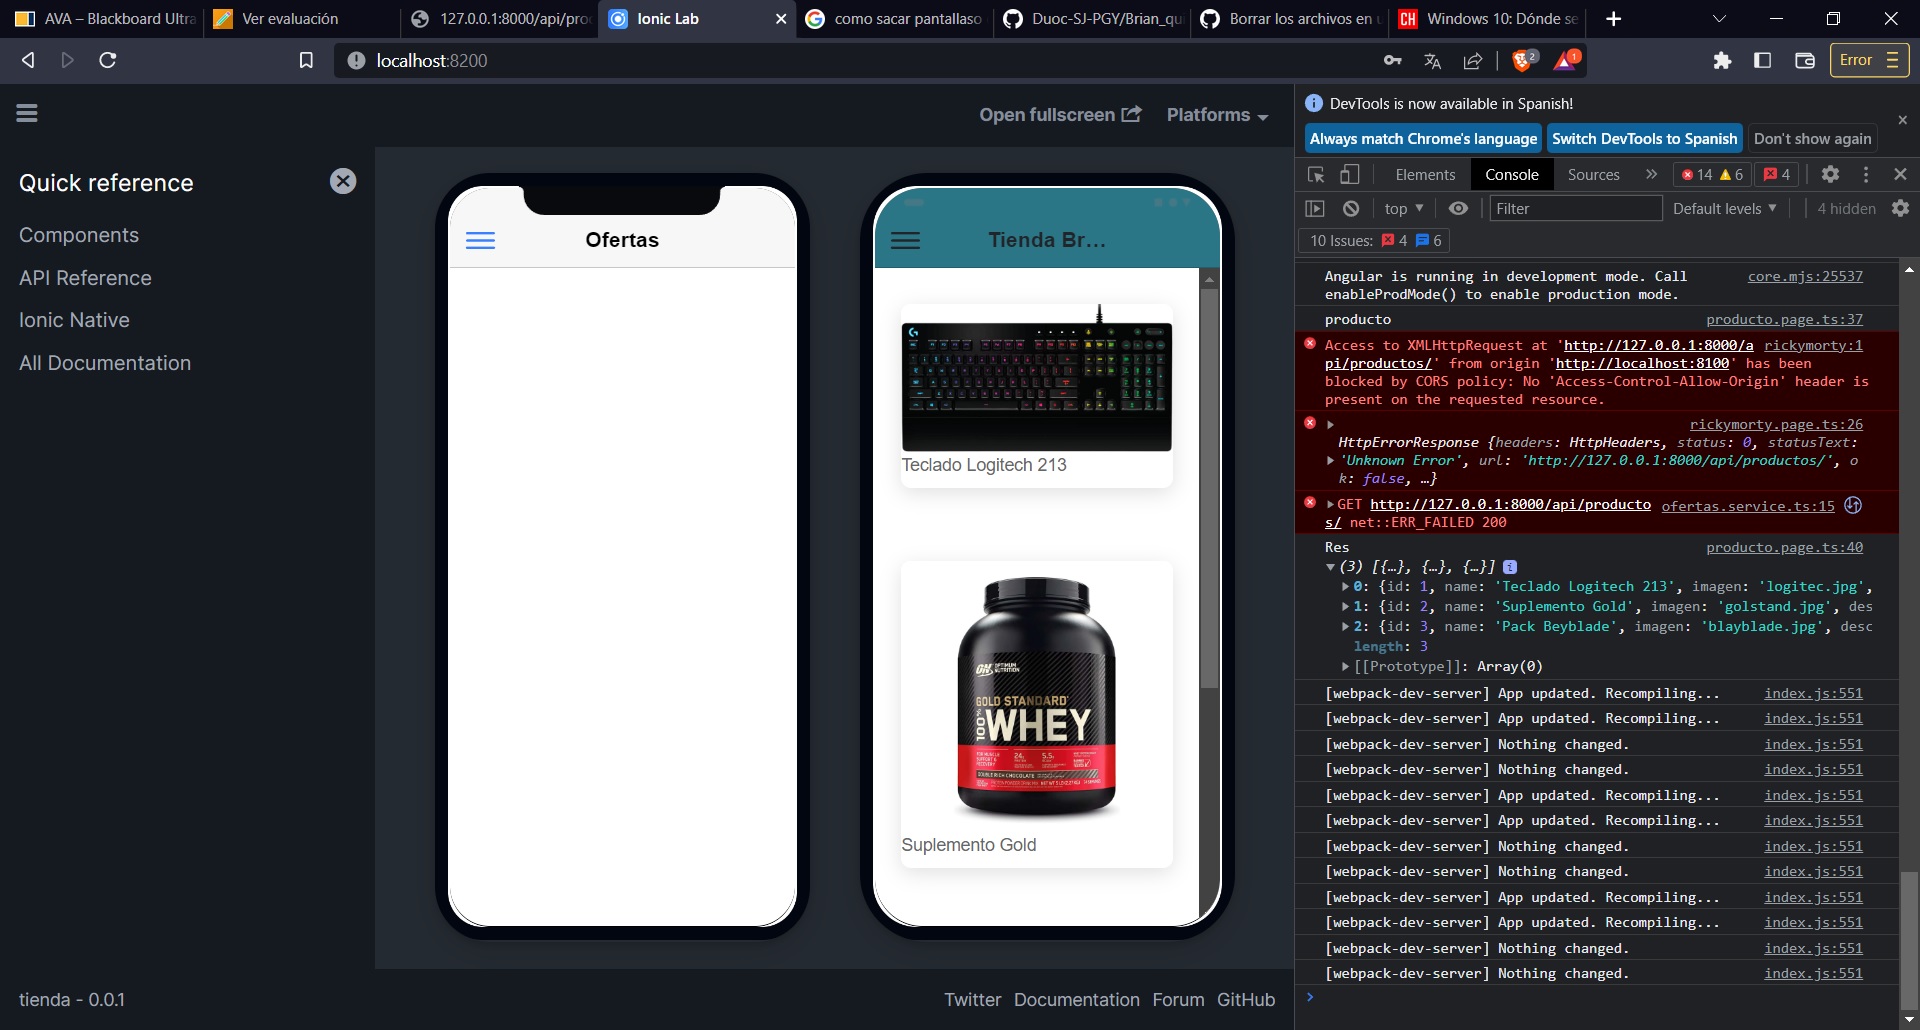 AVA – Blackboard Ultra
Ver evaluación
127.0.0.1:8000/api/pro
Ionic Lab
como sacar pantallaso
Duoc-SJ-PGY/Brian_qu
Borrar los archivos en u
CH Windows 10: Dónde se
localhost:8200
2
1
Error
Open fullscreen
Platforms
Quick reference
Components
API Reference
Ionic Native
All Documentation
Ofertas
Tienda Br...
Teclado Logitech 213
ON OPTIMUM NUTRITION
GOLD STANDARD
100% WHEY
DOUBLE RICH CHOCOLATE
Suplemento Gold
tienda - 0.0.1
Twitter Documentation Forum GitHub
DevTools is now available in Spanish!
Always match Chrome's language Switch DevTools to Spanish Don't show again
Elements Console Sources » 14 6 4
top Filter Default levels 4 hidden
10 Issues: 4 6
Angular is running in development mode. Call core.mjs:25537
enableProdMode() to enable production mode.
producto producto.page.ts:37
Access to XMLHttpRequest at 'http://127.0.0.1:8000/a rickymorty:1
pi/productos/' from origin 'http://localhost:8100' has been
blocked by CORS policy: No 'Access-Control-Allow-Origin' header is
present on the requested resource.
rickymorty.page.ts:26
HttpErrorResponse {headers: HttpHeaders, status: 0, statusText:
'Unknown Error', url: 'http://127.0.0.1:8000/api/productos/', o
k: false, …}
GET http://127.0.0.1:8000/api/producto ofertas.service.ts:15
s/ net::ERR_FAILED 200
Res producto.page.ts:40
(3) [{…}, {…}, {…}] i
0: {id: 1, name: 'Teclado Logitech 213', imagen: 'logitec.jpg',
1: {id: 2, name: 'Suplemento Gold', imagen: 'golstand.jpg', des
2: {id: 3, name: 'Pack Beyblade', imagen: 'blayblade.jpg', desc
length: 3
[[Prototype]]: Array(0)
[webpack-dev-server] App updated. Recompiling... index.js:551
[webpack-dev-server] App updated. Recompiling... index.js:551
[webpack-dev-server] Nothing changed. index.js:551
[webpack-dev-server] Nothing changed. index.js:551
[webpack-dev-server] App updated. Recompiling... index.js:551
[webpack-dev-server] App updated. Recompiling... index.js:551
[webpack-dev-server] Nothing changed. index.js:551
[webpack-dev-server] Nothing changed. index.js:551
[webpack-dev-server] App updated. Recompiling... index.js:551
[webpack-dev-server] App updated. Recompiling... index.js:551
[webpack-dev-server] Nothing changed. index.js:551
[webpack-dev-server] Nothing changed. index.js:551